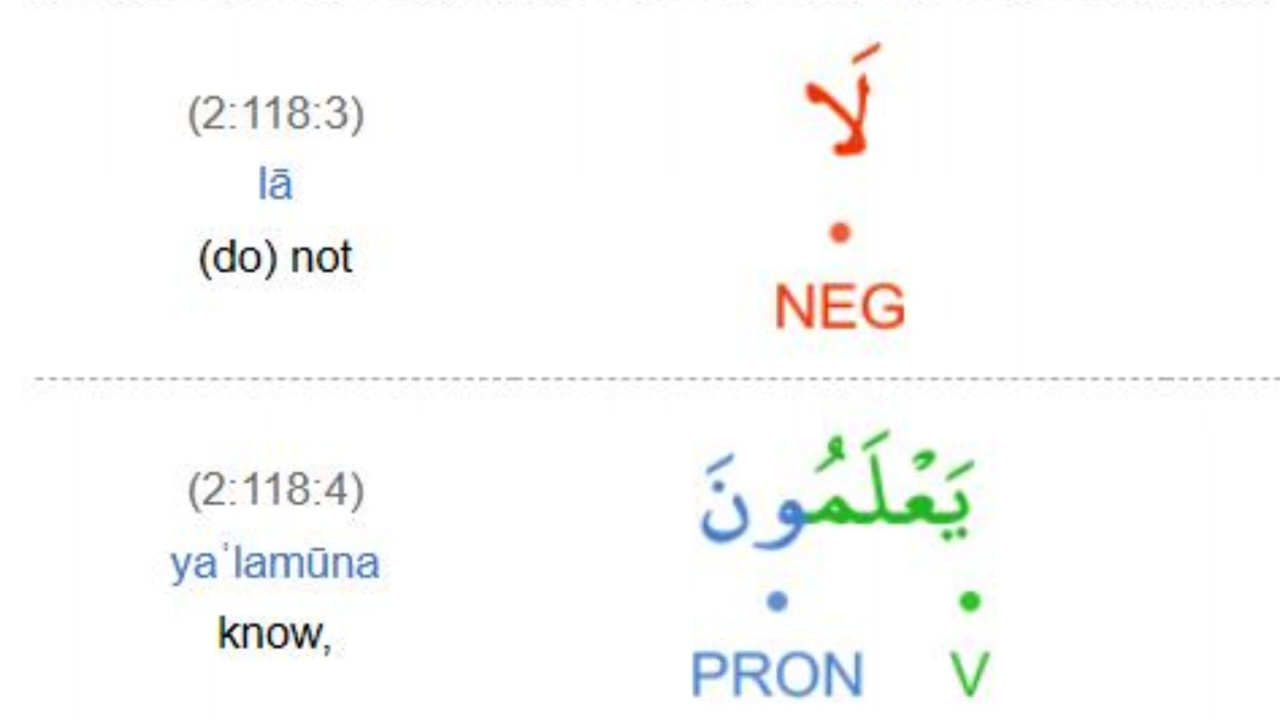 (2:118:3)
lā
(do) not
لَا
NEG
(2:118:4)
yaʿlamūna
know,
يَعْلَمُونَ
PRON V